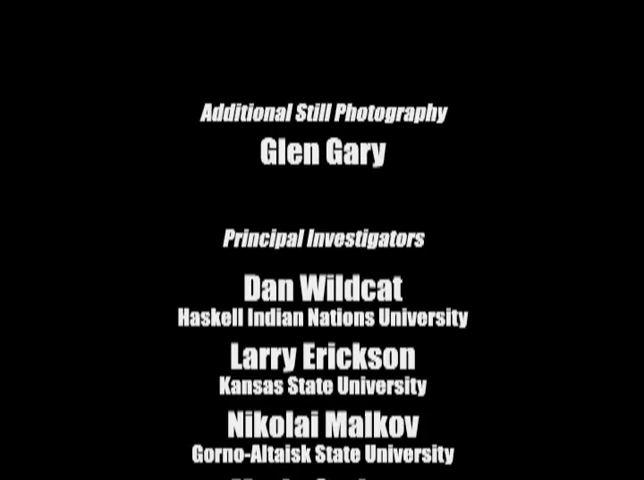 Additional Still Photography
Glen Gary
Principal Investigators
Dan Wildcat
Haskell Indian Nations University
Larry Erickson
Kansas State University
Nikolai Malkov
Gorno-Altaisk State University